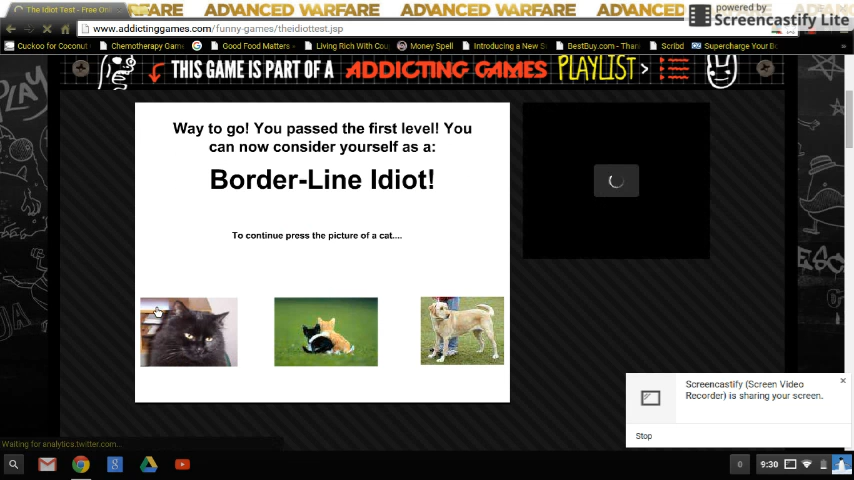 The Idiot Test - Free Onl
WARFARE ADVANCED WARFARE ADVANCED WARFARE ADVANCED
powered by
Screencastify Lite
www.addictinggames.com/funny-games/theidiottest.jsp
Cuckoo for Coconut Chemotherapy Game Good Food Matters - Living Rich With Cou Money Spell Introducing a New S BestBuy.com - Than Scribd Supercharge Your Bo
THIS GAME IS PART OF A ADDICTING GAMES PLAYLIST >
Way to go! You passed the first level! You
can now consider yourself as a:
Border-Line Idiot!
To continue press the picture of a cat....
Screencastify (Screen Video
Recorder) is sharing your screen.
Stop
Waiting for analytics.twitter.com...
0 9:30